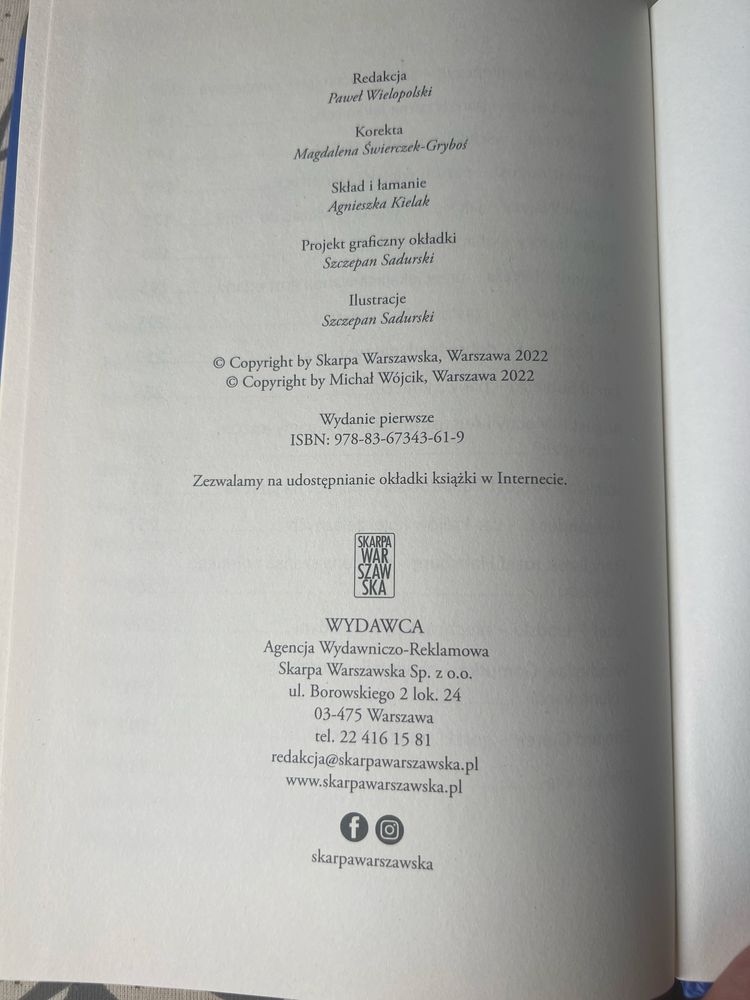 Redakcja
Paweł Wielopolski
Korekta
Magdalena Świerczek-Gryboś
Skład i łamanie
Agnieszka Kielak
Projekt graficzny okładki
Szczepan Sadurski
Ilustracje
Szczepan Sadurski
© Copyright by Skarpa Warszawska, Warszawa 2022
© Copyright by Michał Wójcik, Warszawa 2022
Wydanie pierwsze
ISBN: 978-83-67343-61-9
Zezwalamy na udostępnianie okładki książki w Internecie.
SKARPA
WAR
SZAW
SKA
WYDAWCA
Agencja Wydawniczo-Reklamowa
Skarpa Warszawska Sp. z o.o.
ul. Borowskiego 2 lok. 24
03-475 Warszawa
tel. 22 416 15 81
redakcja@skarpawarszawska.pl
www.skarpawarszawska.pl
skarpawarszawska